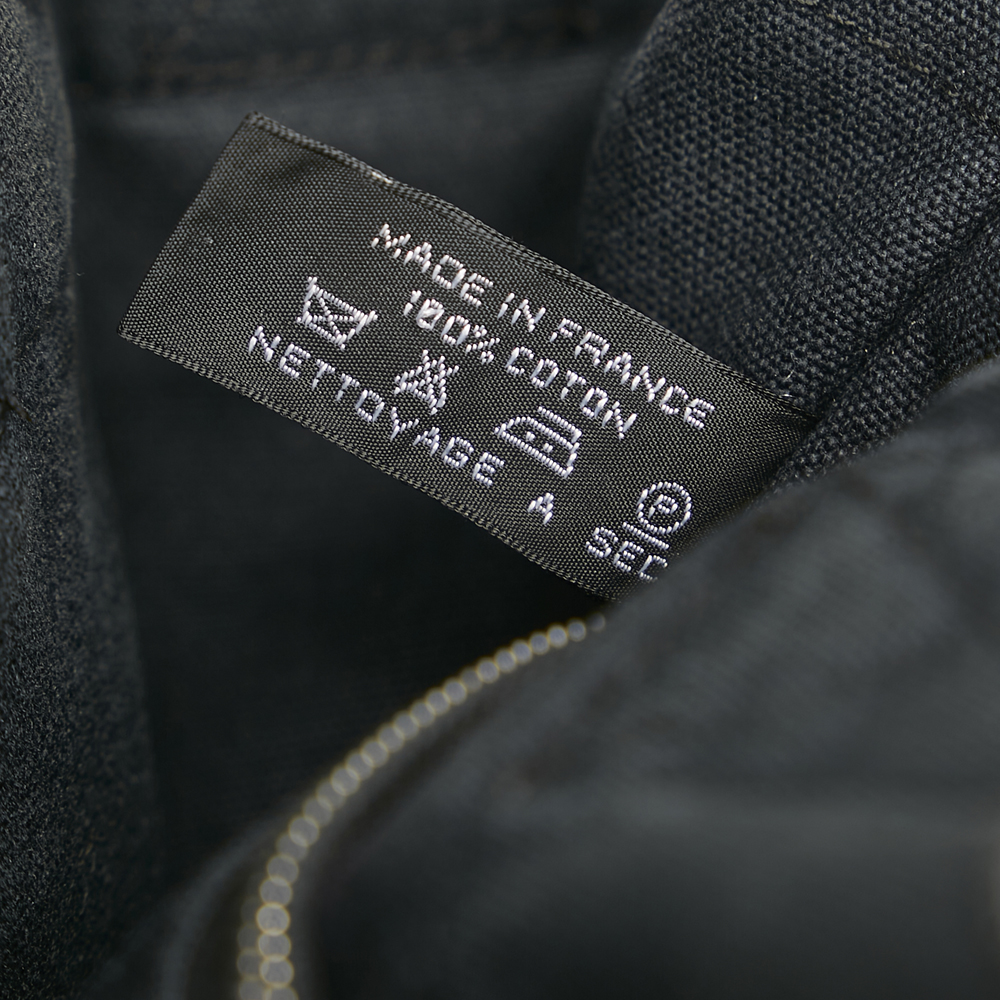 MADE IN FRANCE
100% COTON
P
NETTOYAGE A SEC